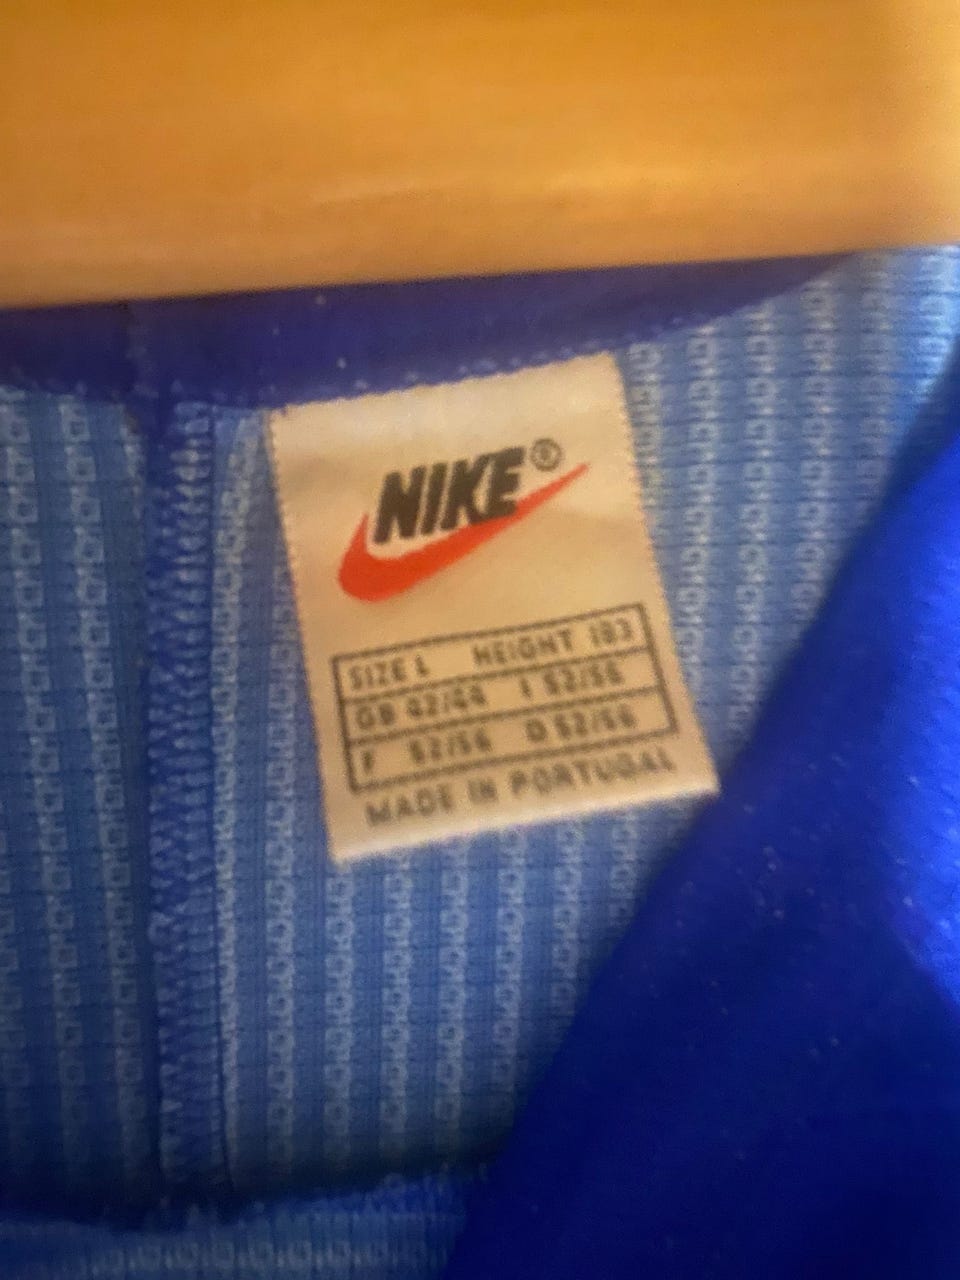 NIKE®
SIZE L HEIGHT 183
GB 42/44 I 52/56
F 52/56 D 52/56
MADE IN PORTUGAL